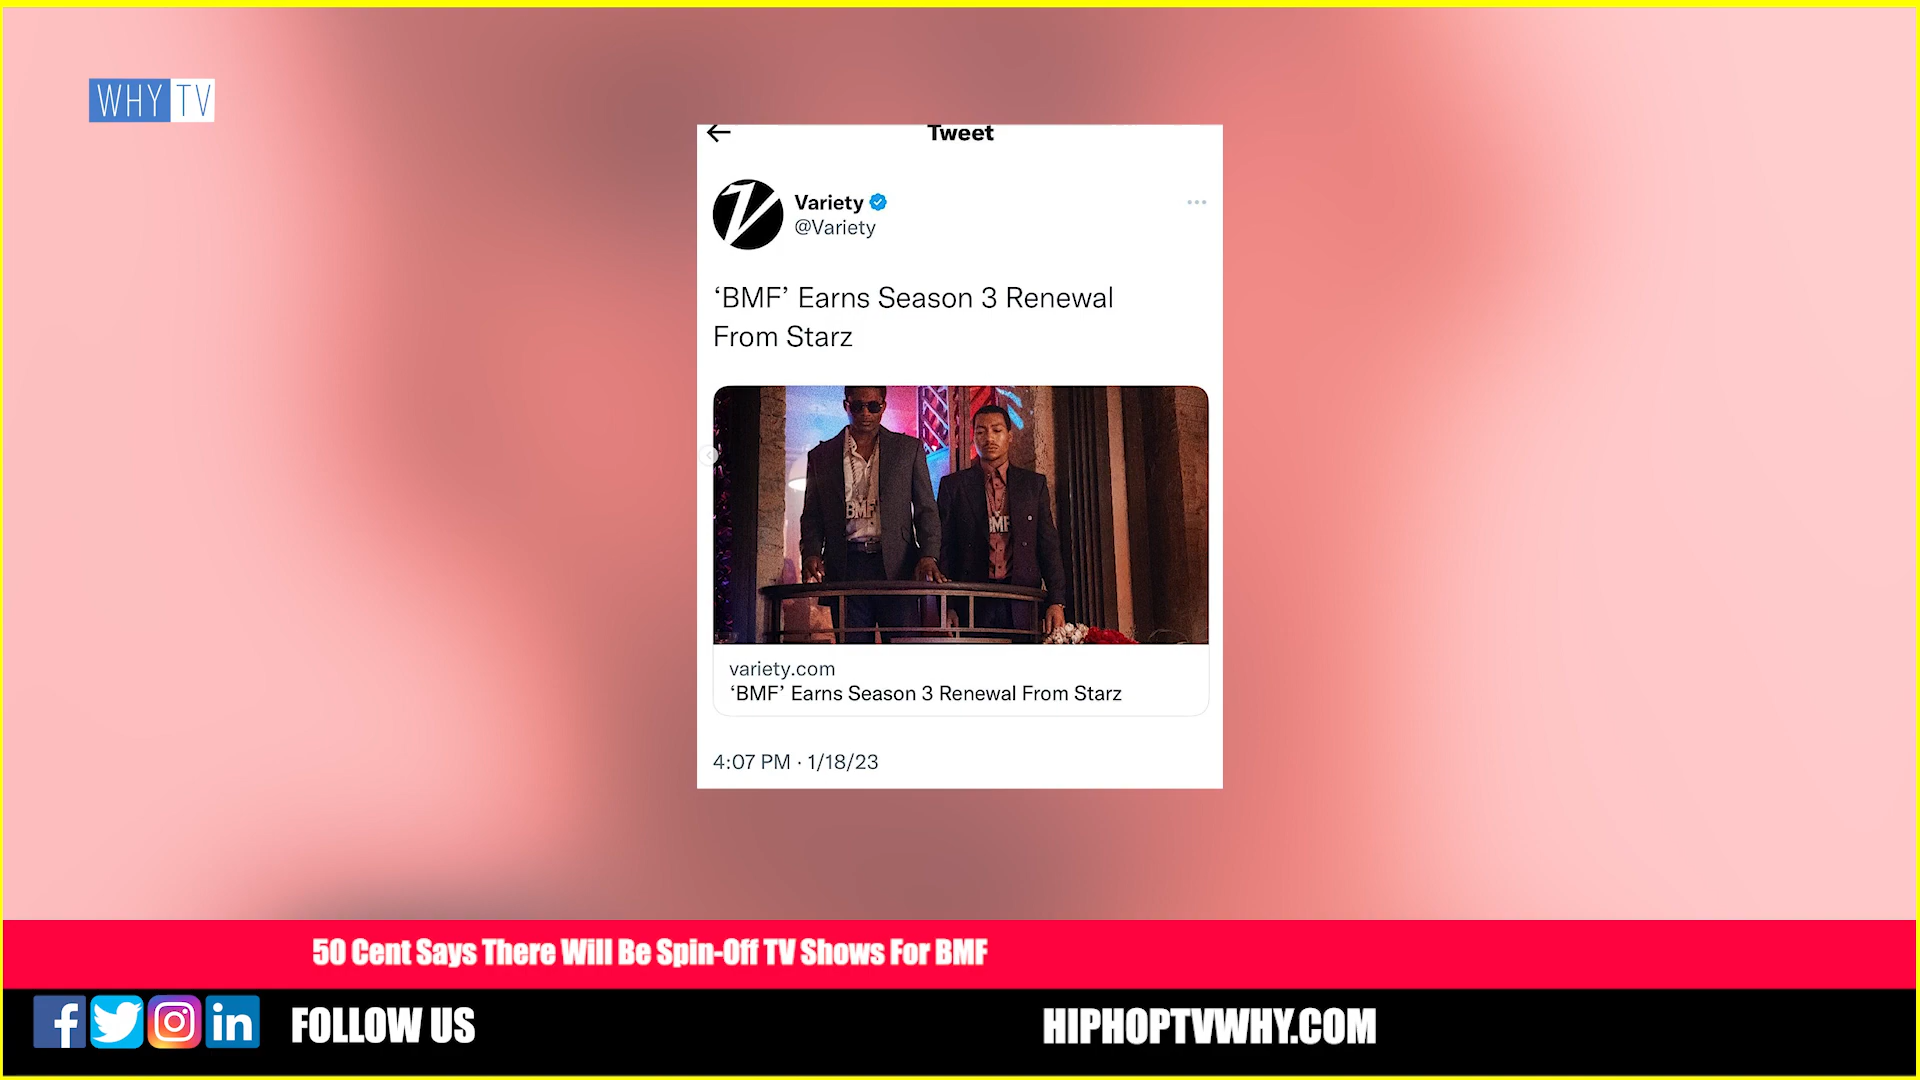 WHY TV
Tweet
Variety
@Variety
‘BMF’ Earns Season 3 Renewal
From Starz
BMF
BMF
variety.com
‘BMF’ Earns Season 3 Renewal From Starz
4:07 PM · 1/18/23
50 Cent Says There Will Be Spin-Off TV Shows For BMF
FOLLOW US
HIPHOPTVWHY.COM